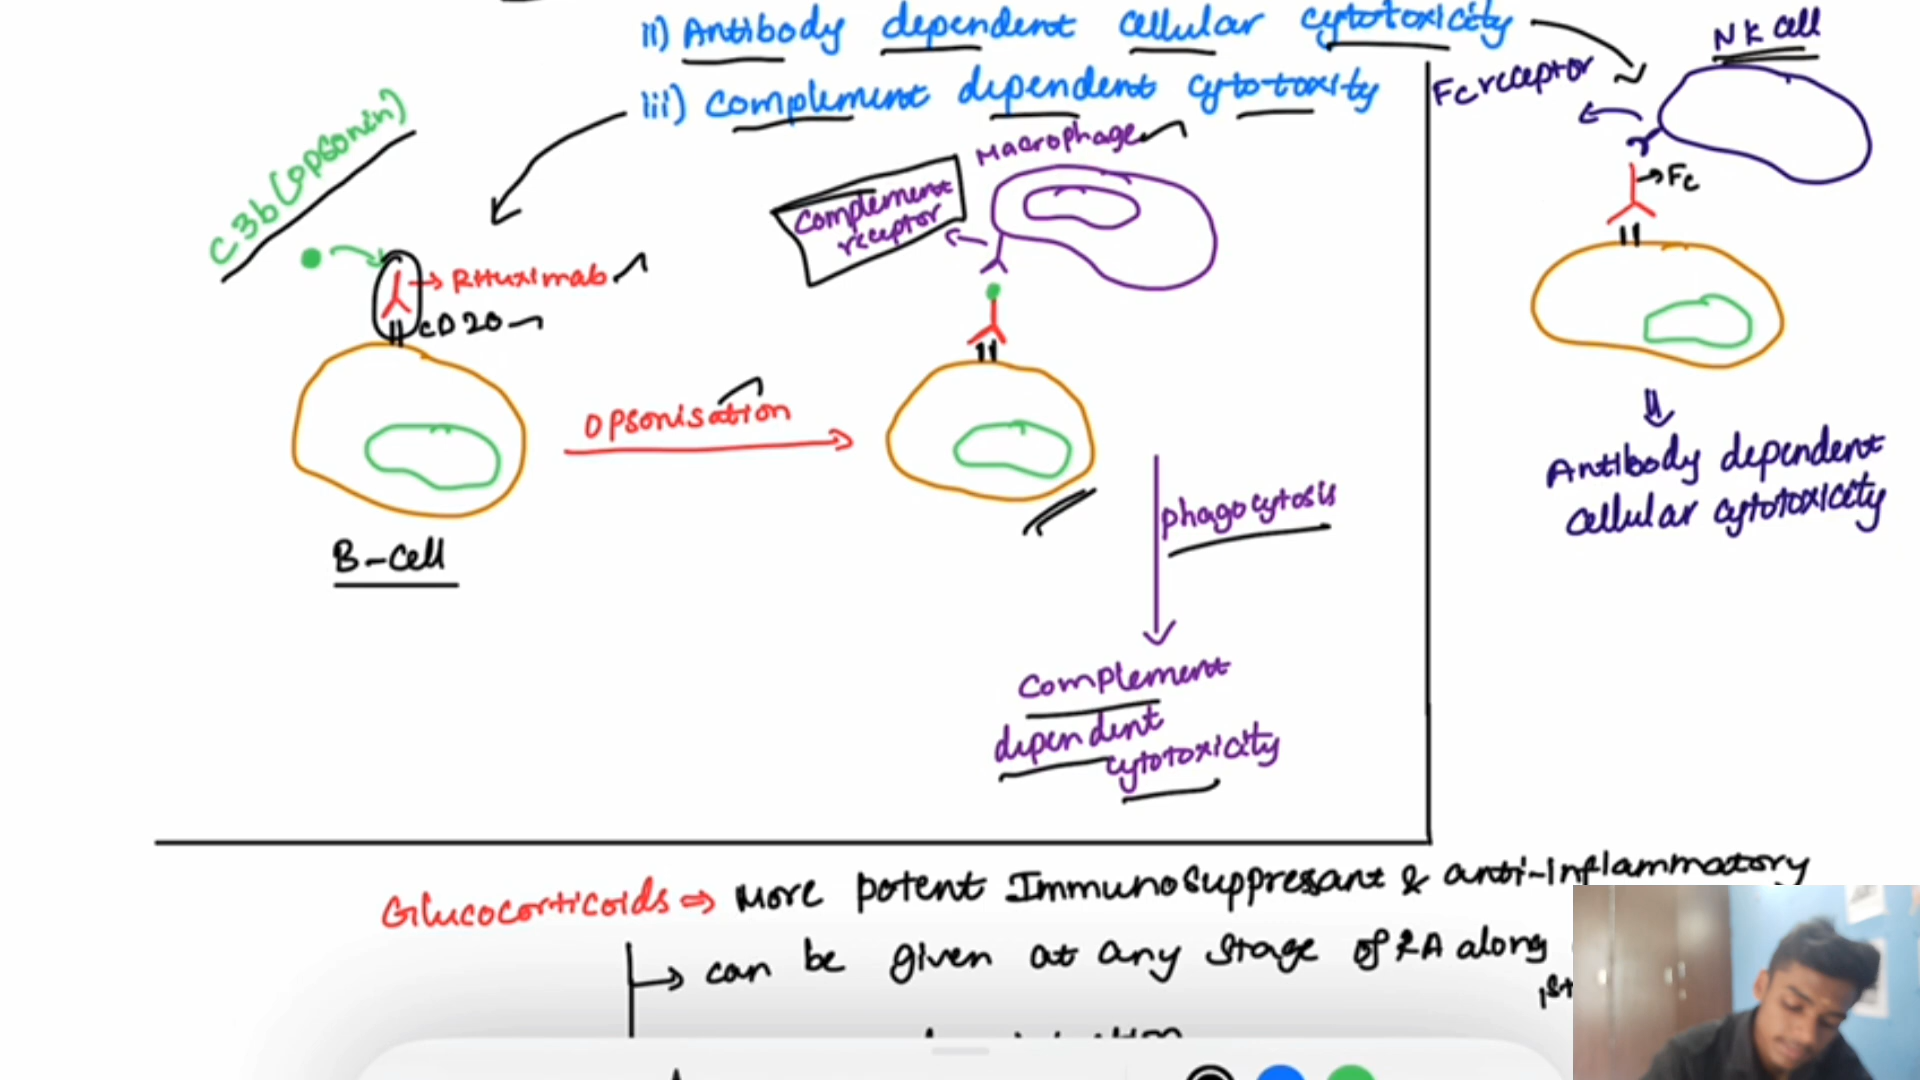 ii) Antibody dependent cellular cytotoxicity
iii) complement dependent cytotoxity
NK cell
Fc receptor
Fc
C3b (opsonin)
Macrophage
complement
receptor
Rituximab
CD20
opsonisation
B-cell
phagocytosis
complement
dependent
cytotoxicity
Antibody dependent
cellular cytotoxicity
Glucocorticoids ⇒ More potent Immunosuppresant & anti-inflammatory
can be given at any stage of RA along